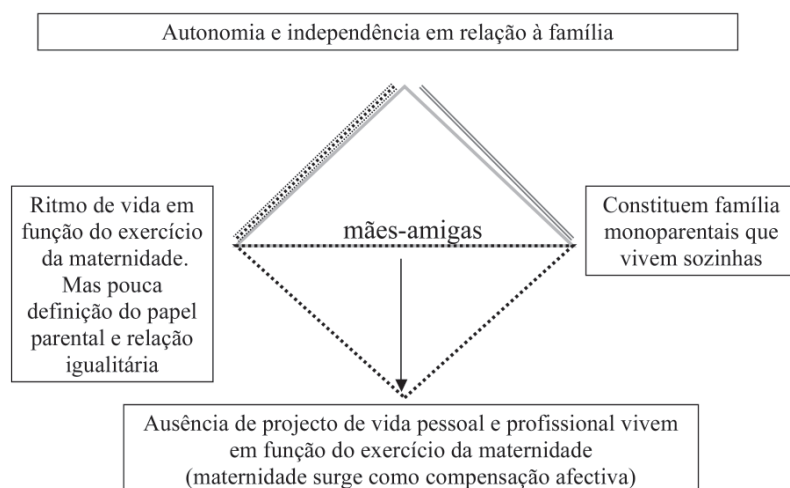 Autonomia e independência em relação à família
Ritmo de vida em
função do exercício
da maternidade.
Mas pouca
definição do papel
parental e relação
igualitária
mães-amigas
Constituem família
monoparentais que
vivem sozinhas
Ausência de projecto de vida pessoal e profissional vivem
em função do exercício da maternidade
(maternidade surge como compensação afectiva)